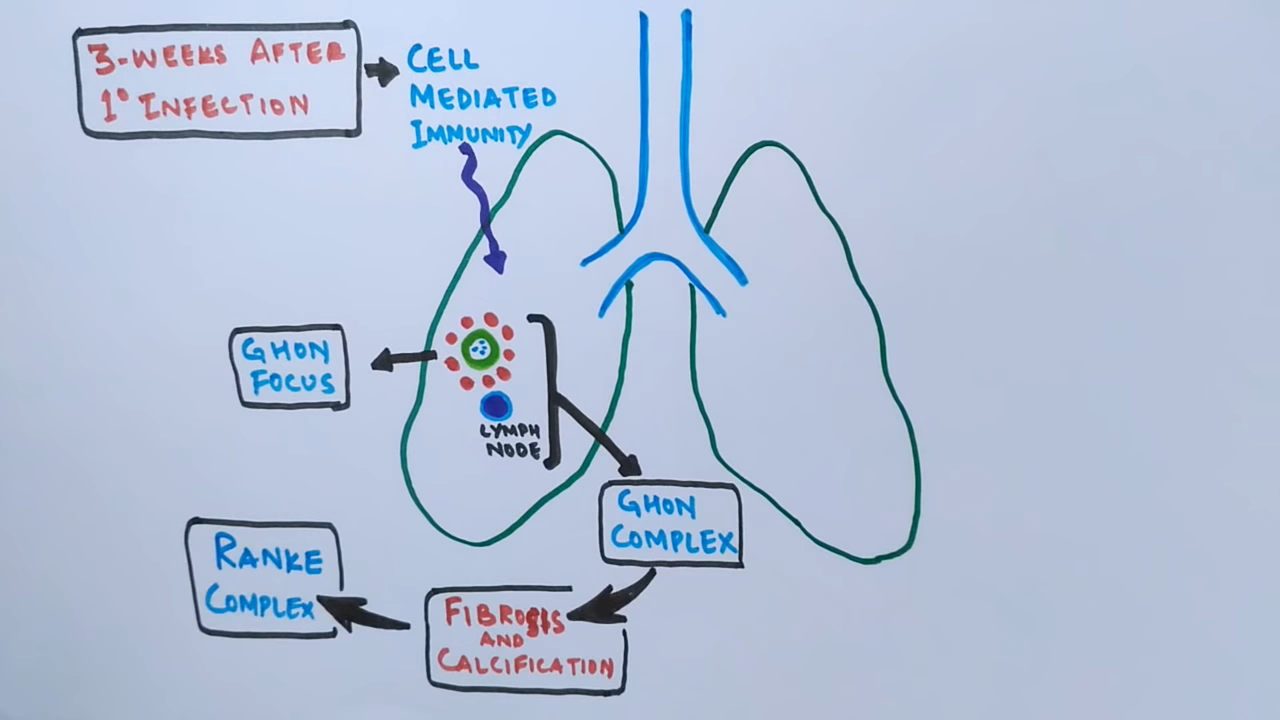 3-WEEKS AFTER
1° INFECTION
CELL
MEDIATED
IMMUNITY
GHON
FOCUS
LYMPH
NODE
GHON
COMPLEX
FIBROSIS
AND
CALCIFICATION
RANKE
COMPLEX